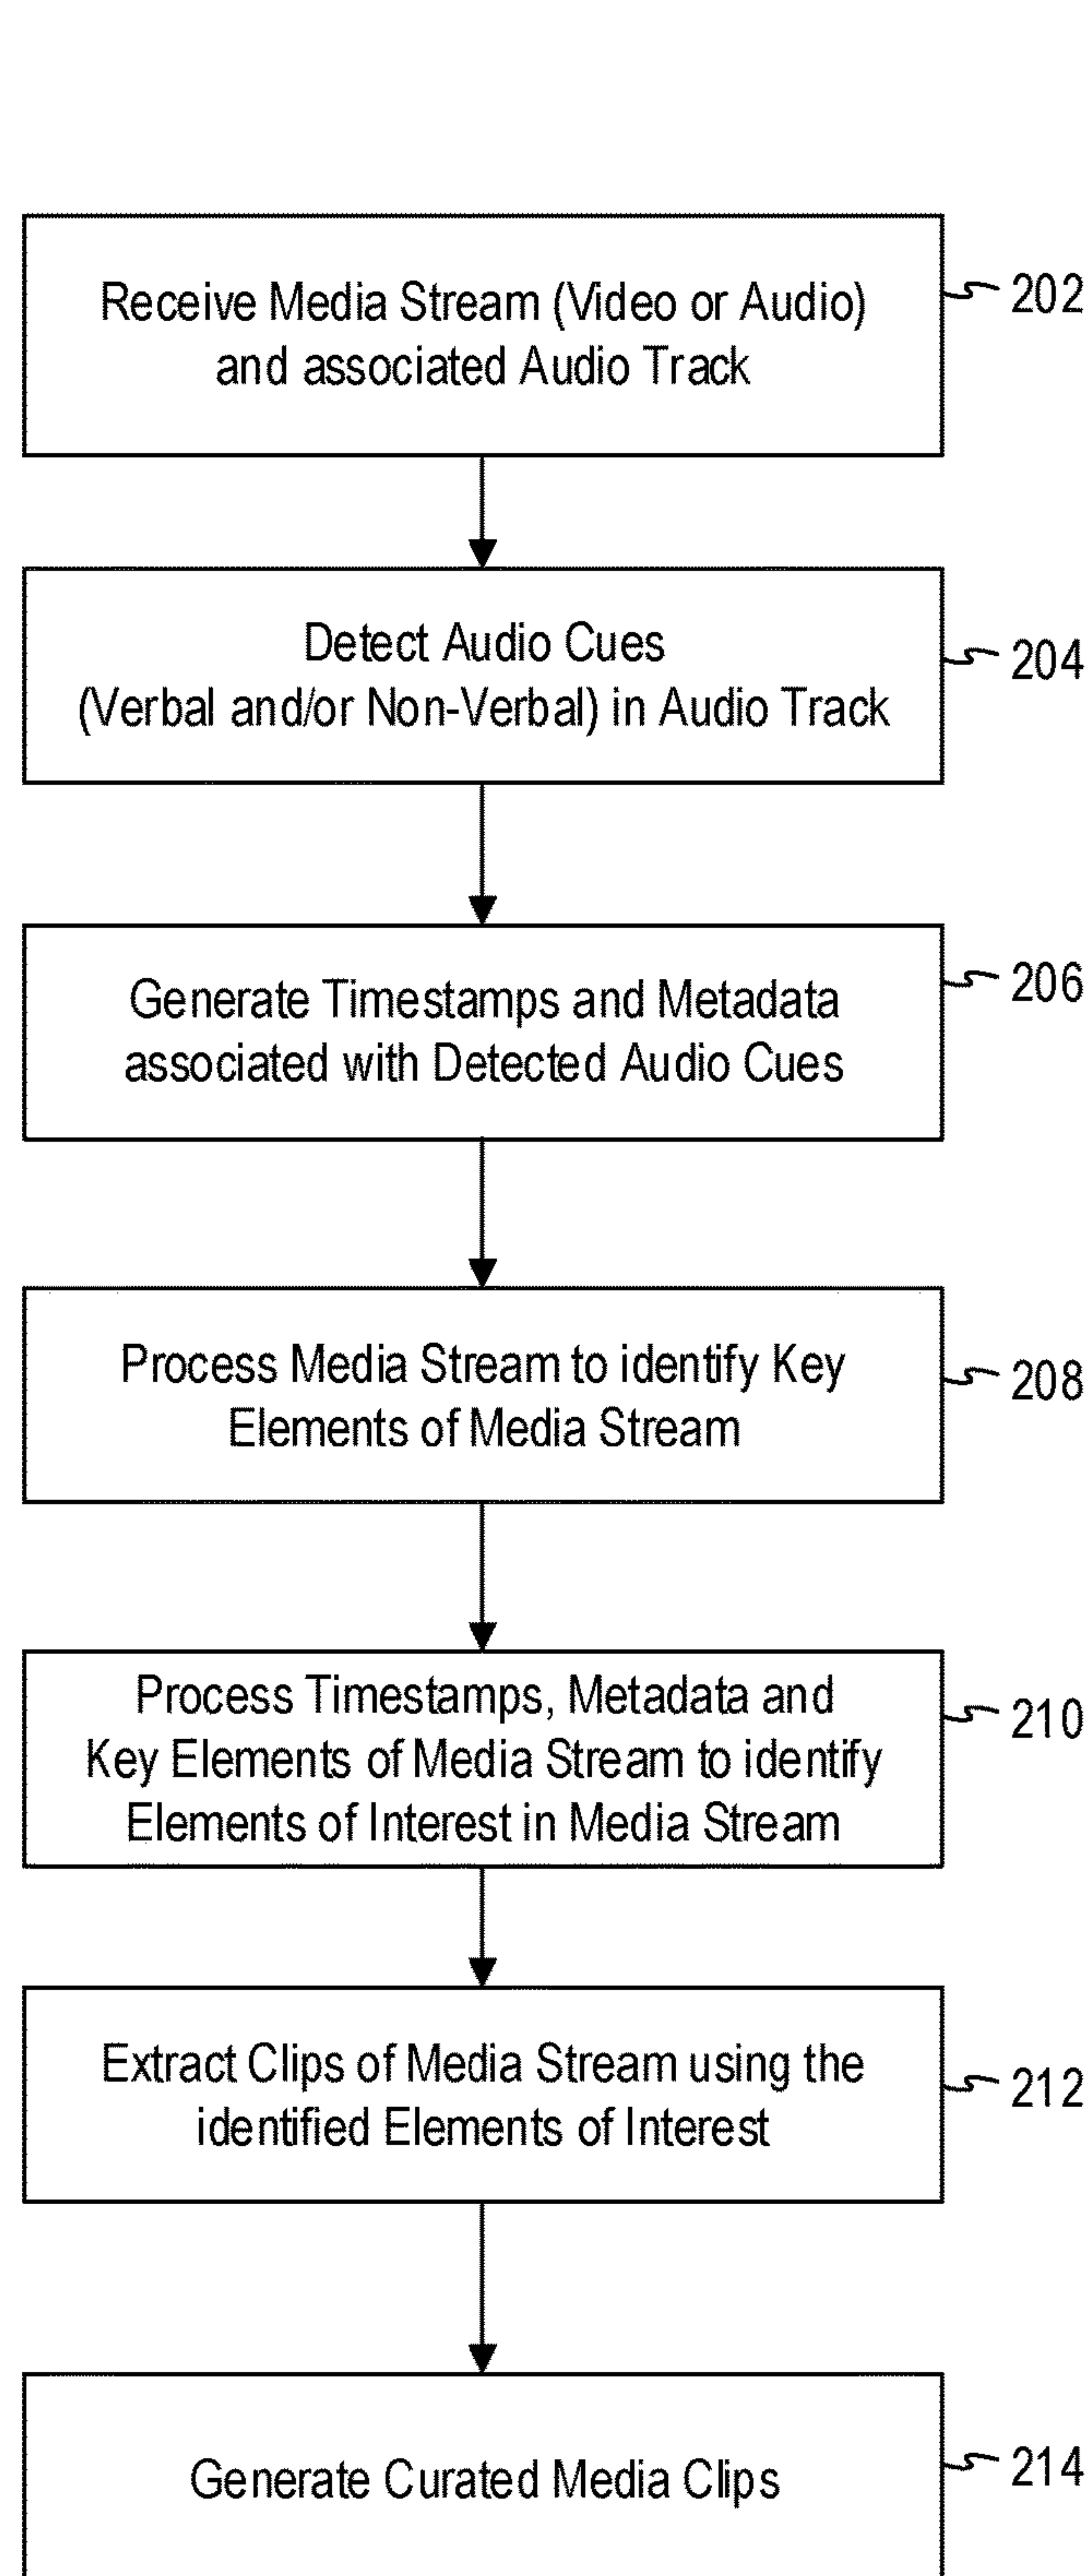 Receive Media Stream (Video or Audio)
and associated Audio Track
202
Detect Audio Cues
(Verbal and/or Non-Verbal) in Audio Track
204
Generate Timestamps and Metadata
associated with Detected Audio Cues
206
Process Media Stream to identify Key
Elements of Media Stream
208
Process Timestamps, Metadata and
Key Elements of Media Stream to identify
Elements of Interest in Media Stream
210
Extract Clips of Media Stream using the
identified Elements of Interest
212
Generate Curated Media Clips
214